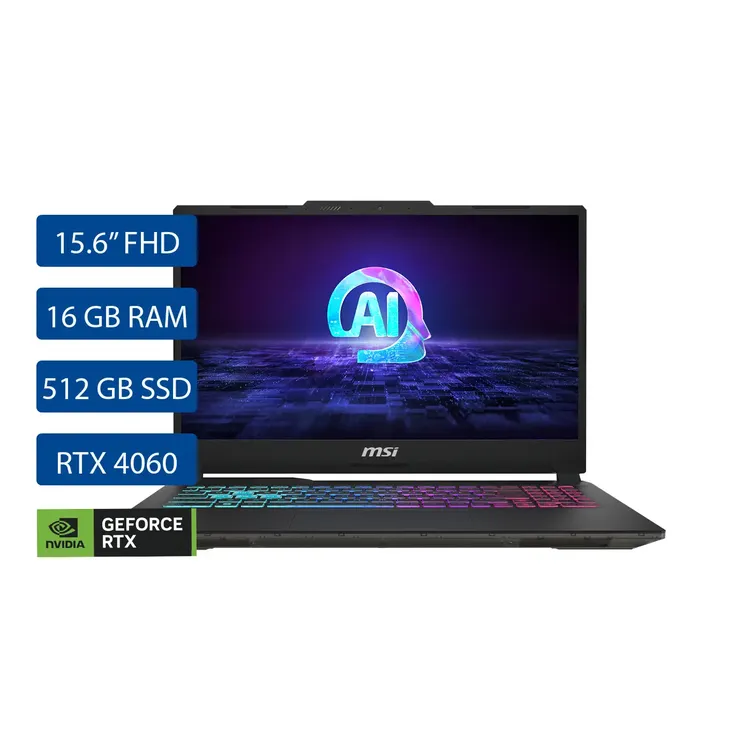 15.6” FHD
16 GB RAM
512 GB SSD
RTX 4060
NVIDIA
GEFORCE
RTX
AI
msi